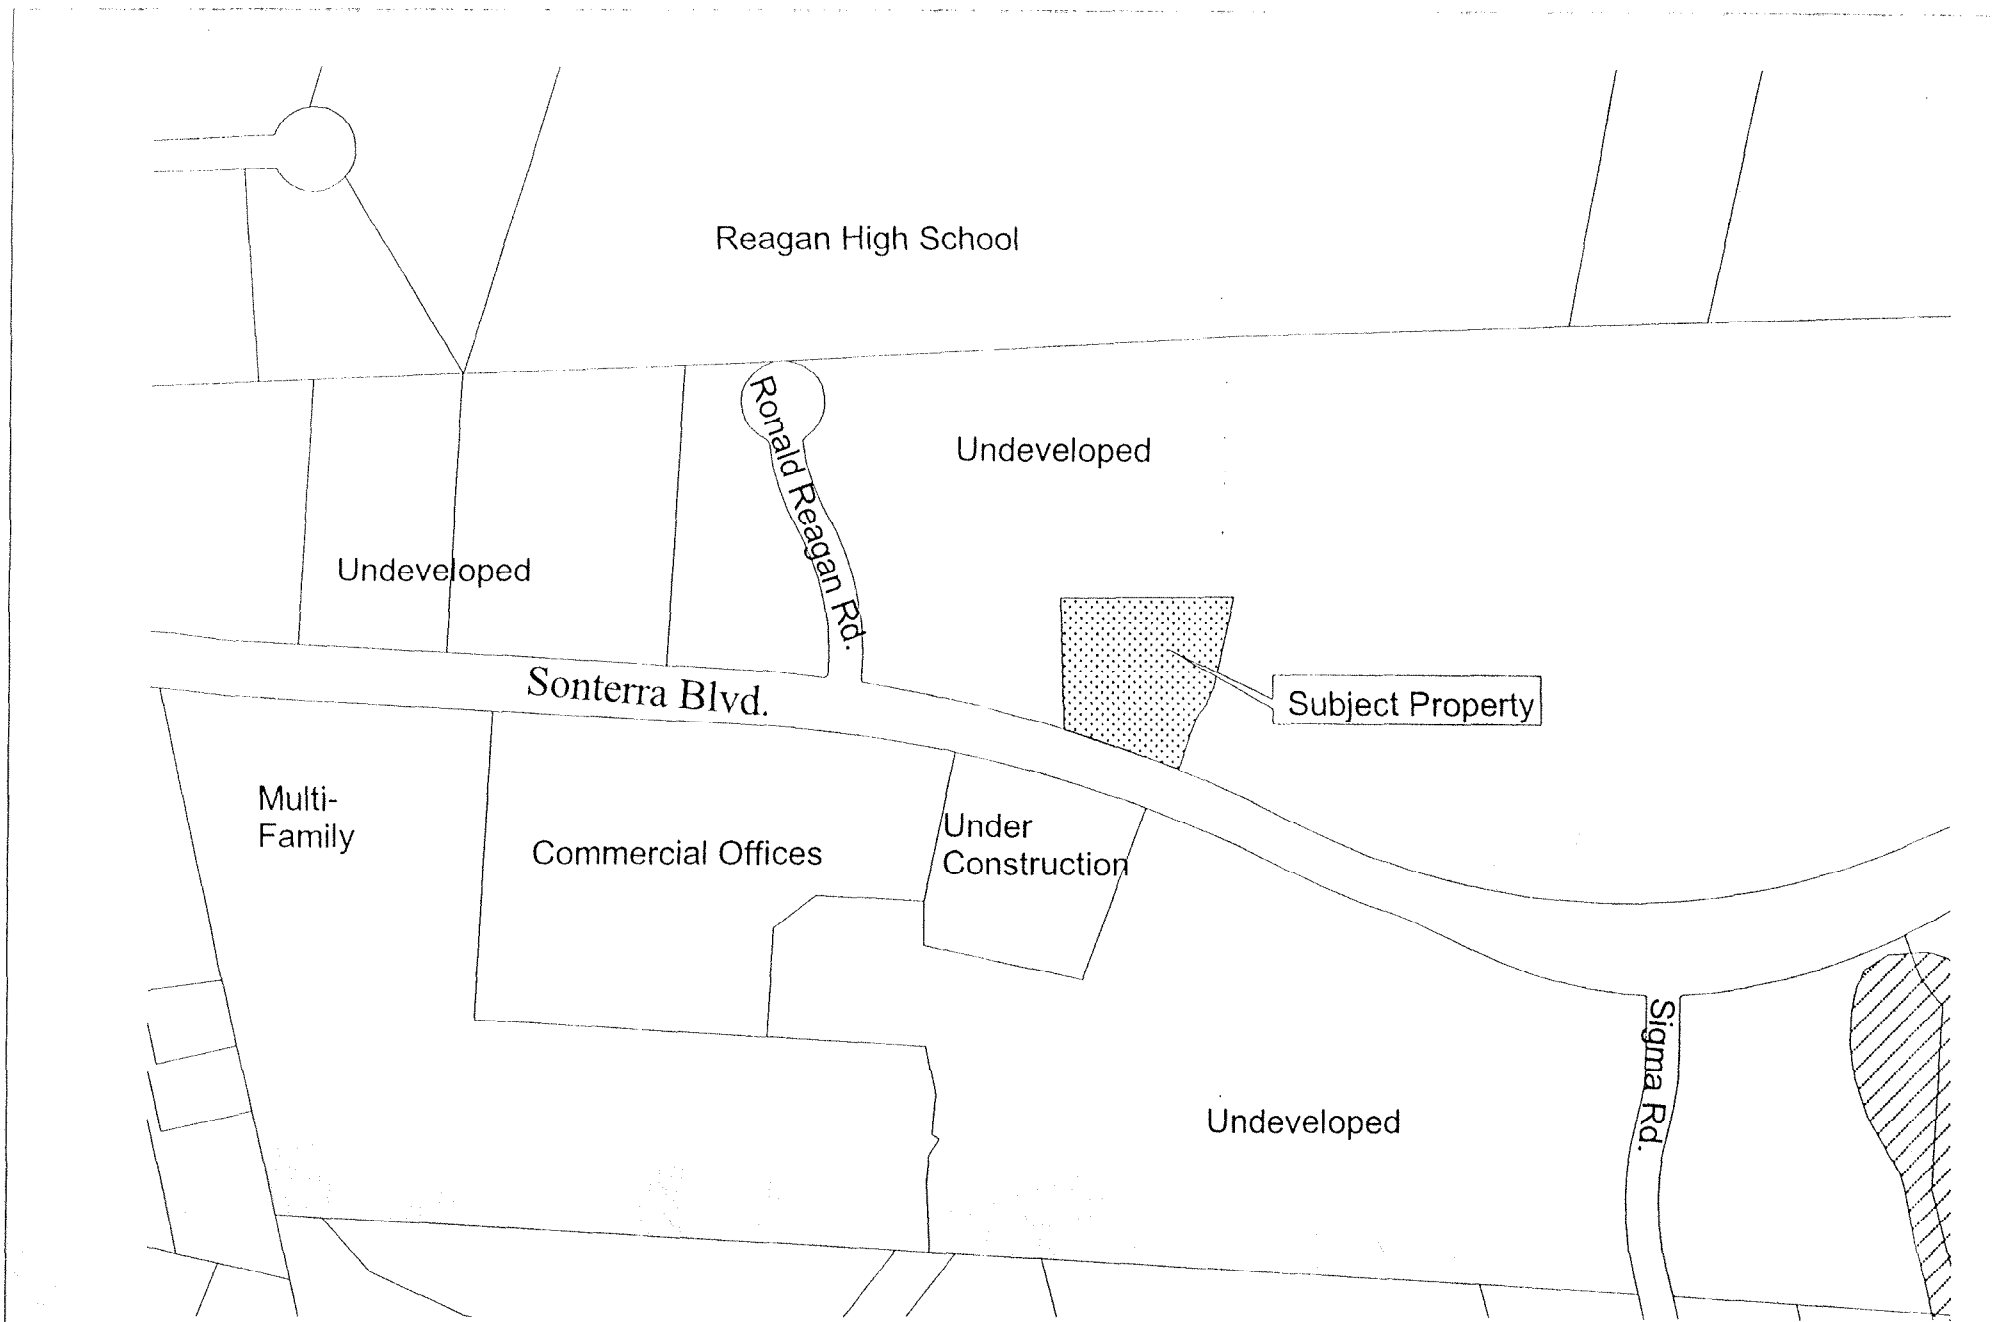 Reagan High School
Ronald Reagan Rd.
Undeveloped
Undeveloped
Sonterra Blvd.
Subject Property
Multi-
Family
Commercial Offices
Under
Construction
Sigma Rd.
Undeveloped